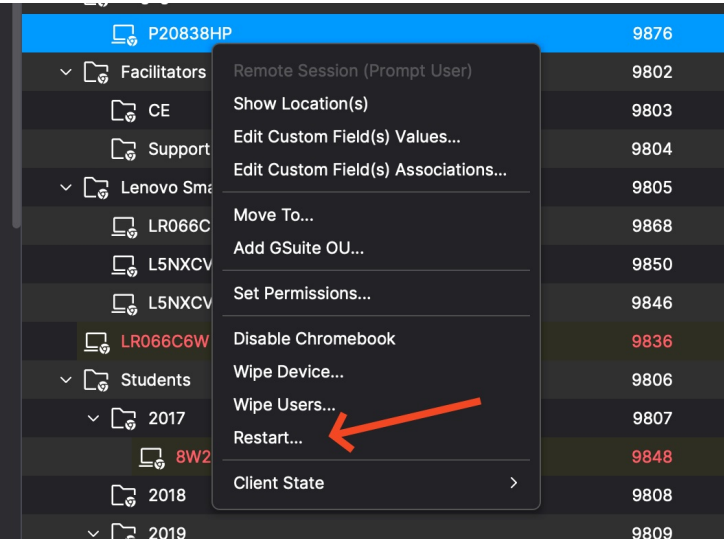 P20838HP 9876
Facilitators 9802
Remote Session (Prompt User)
Show Location(s)
CE 9803
Edit Custom Field(s) Values...
Support 9804
Edit Custom Field(s) Associations...
Lenovo Sma 9805
Move To...
LR066C 9868
Add GSuite OU...
L5NXCV 9850
Set Permissions...
L5NXCV 9846
Disable Chromebook
LR066C6W 9836
Wipe Device...
Students 9806
Wipe Users...
2017 9807
Restart...
8W2 9848
Client State
2018 9808
2019 9809